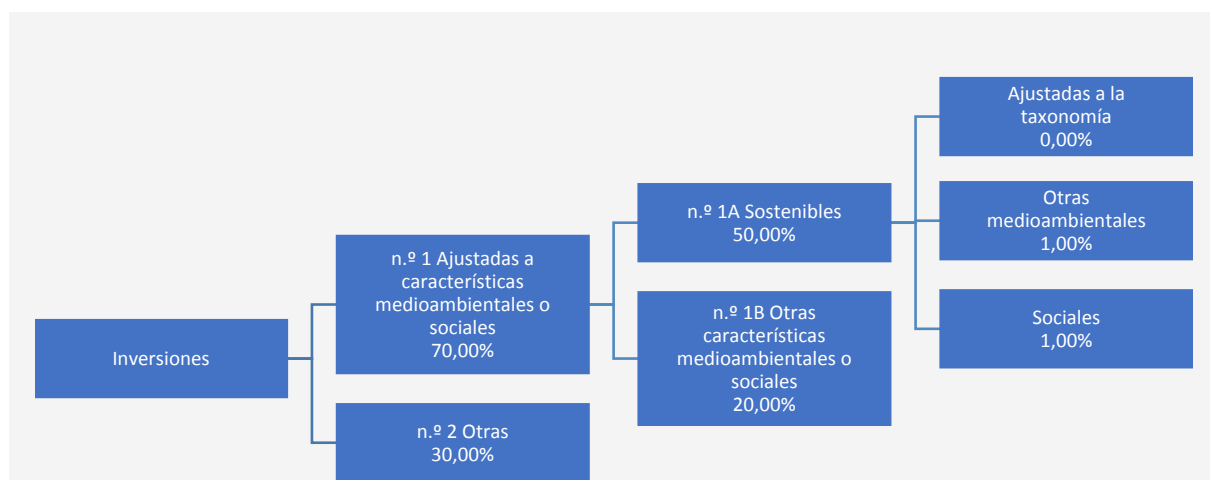 Inversiones
n.º 1 Ajustadas a
características
medioambientales o
sociales
70,00%
n.º 2 Otras
30,00%
n.º 1A Sostenibles
50,00%
n.º 1B Otras
características
medioambientales o
sociales
20,00%
Ajustadas a la
taxonomía
0,00%
Otras
medioambientales
1,00%
Sociales
1,00%